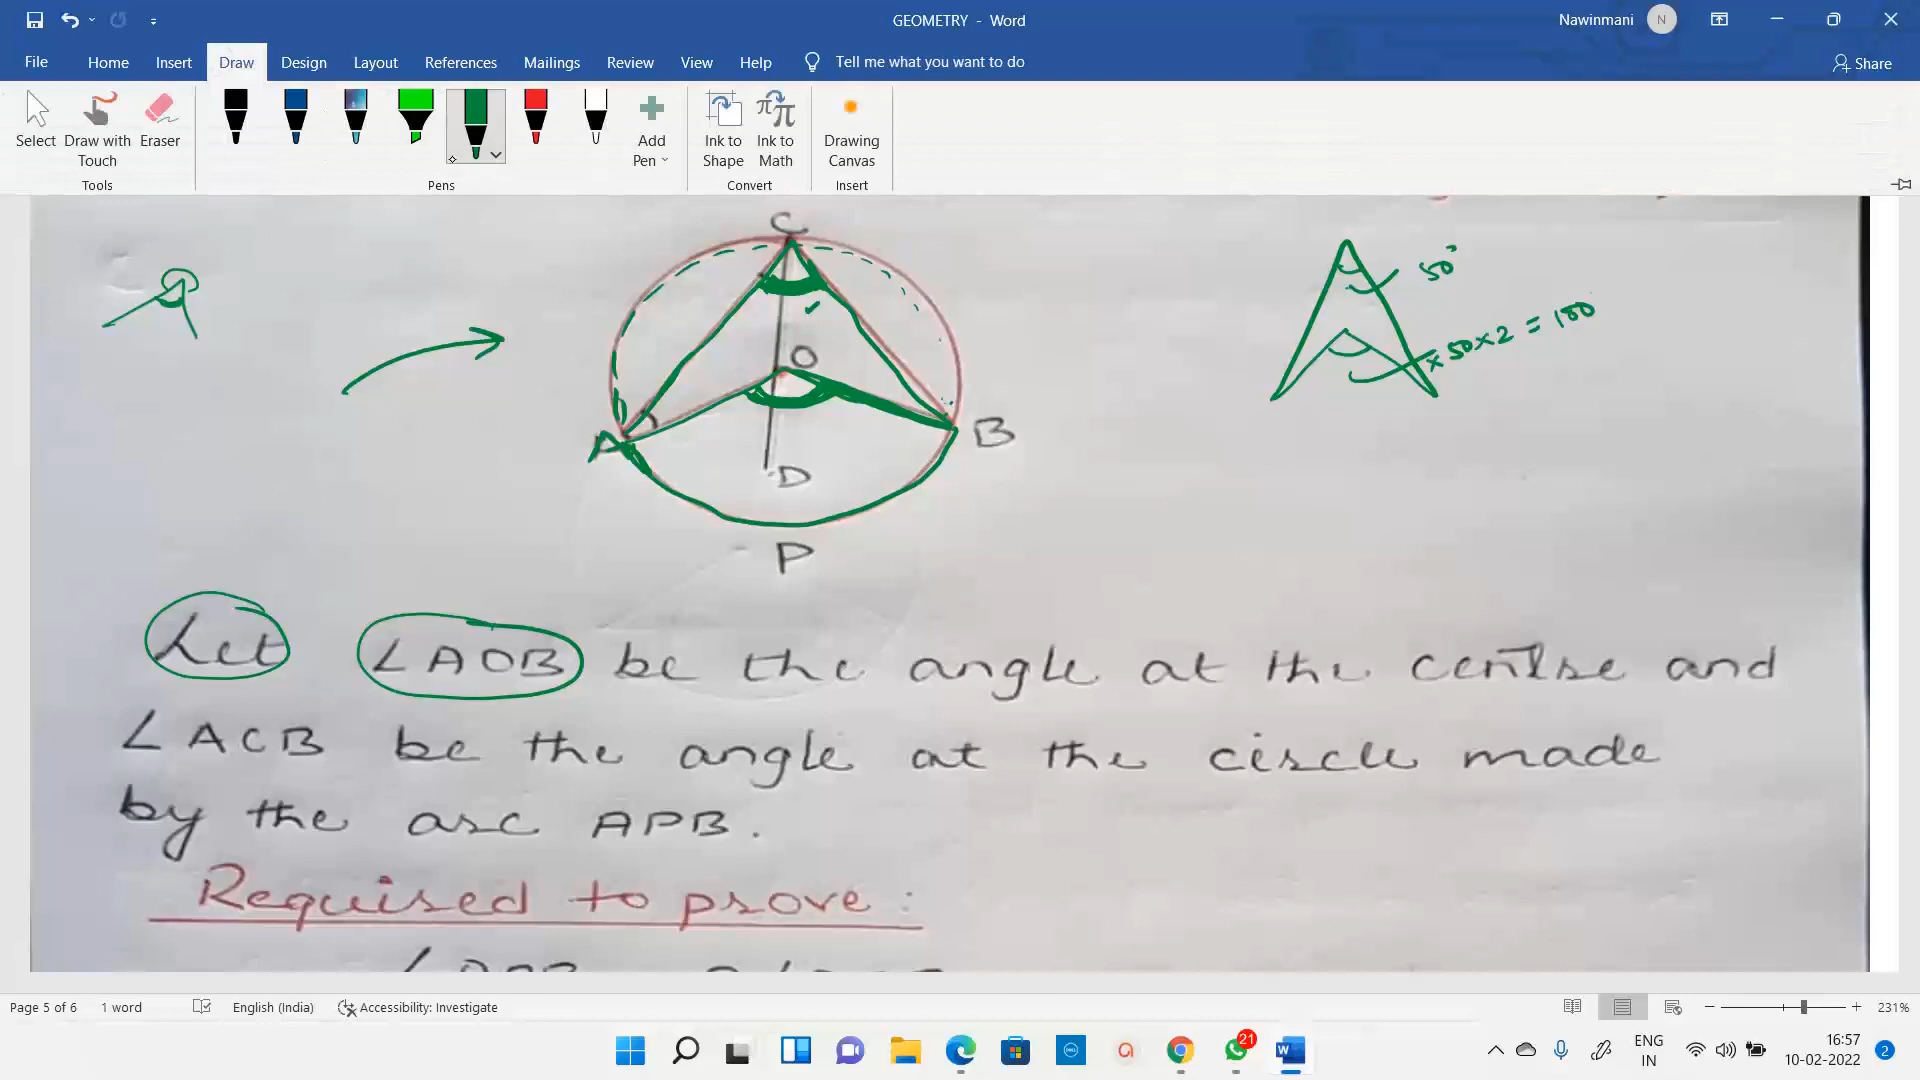 GEOMETRY - Word
Nawinmani
N
File Home Insert Draw Design Layout References Mailings Review View Help Tell me what you want to do
Share
Select
Draw with Touch
Eraser
Add Pen
Ink to Shape
Ink to Math
Drawing Canvas
Tools
Pens
Convert
Insert
C
50°
x 50x2 = 100
O
A
B
D
P
Let ∠AOB be the angle at the centre and
∠ACB be the angle at the circle made
by the arc APB.
Required to prove:
Page 5 of 6 1 word English (India) Accessibility: Investigate 231%
21
ENG IN
16:57
10-02-2022
2